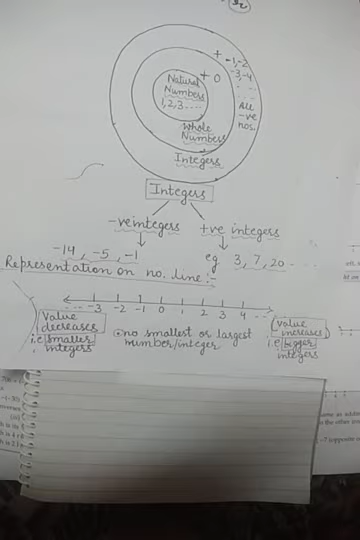 +
-1,-2
-3,-4
All
-ve
nos.
+ 0
Natural
Numbers
1,2,3....
Whole
Numbers
Integers
Integers
-veintegers
+ve integers
-14, -5, -1
eg 3, 7, 20 - - -
Representation on no. line :-
-3 -2 -1 0 1 2 3 4
Value
decreases
i.e smaller
integers
no smallest or largest
number/integer
(Value
increases)
i.e bigger
integers